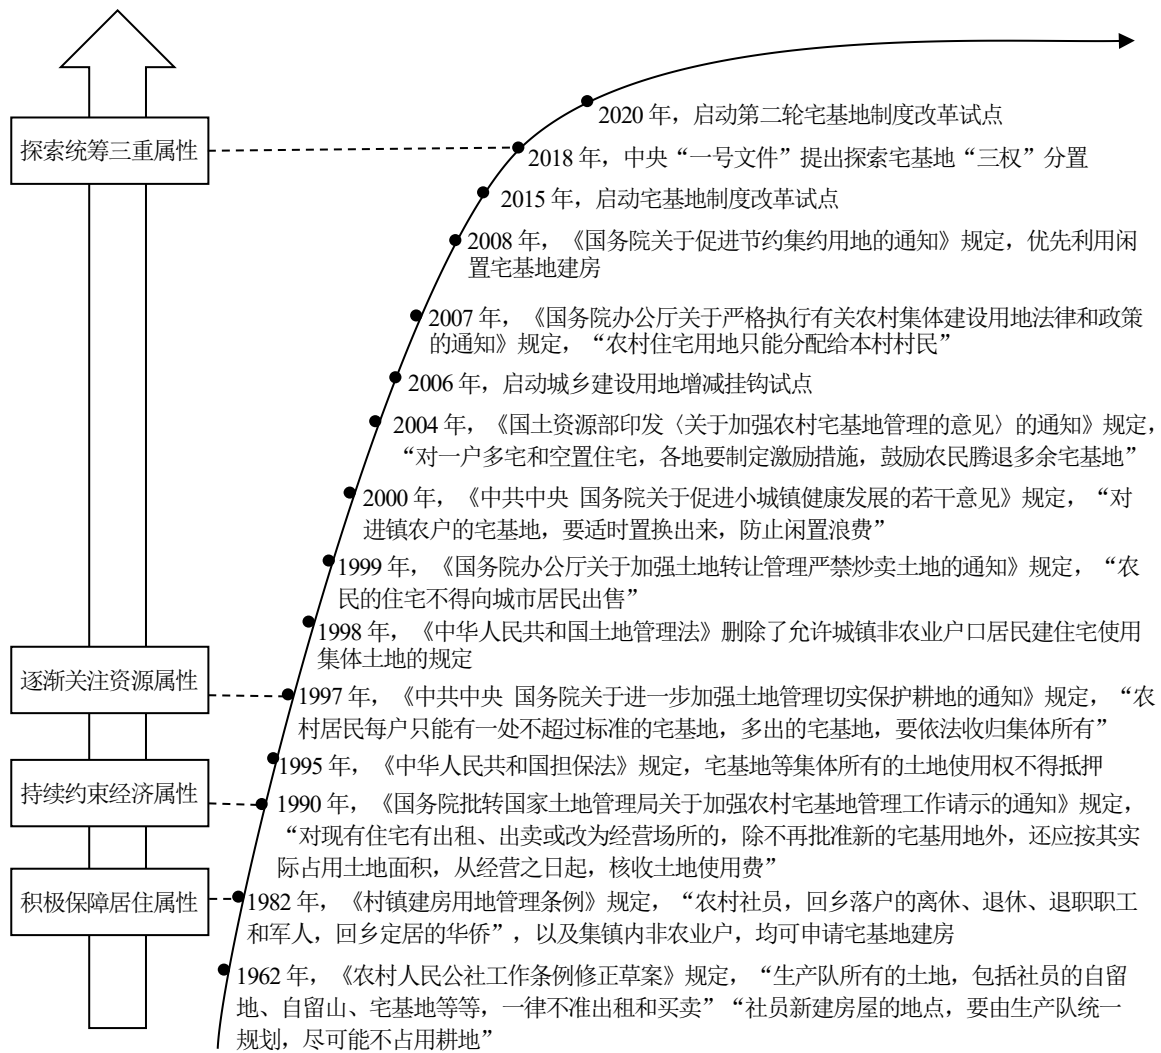 2020 年，启动第二轮宅基地制度改革试点
探索统筹三重属性
2018 年，中央“一号文件”提出探索宅基地“三权”分置
2015 年，启动宅基地制度改革试点
2008 年，《国务院关于促进节约集约用地的通知》规定，优先利用闲
置宅基地建房
2007 年，《国务院办公厅关于严格执行有关农村集体建设用地法律和政策
的通知》规定，“农村住宅用地只能分配给本村村民”
2006 年，启动城乡建设用地增减挂钩试点
2004 年，《国土资源部印发〈关于加强农村宅基地管理的意见〉的通知》规定，
“对一户多宅和空置住宅，各地要制定激励措施，鼓励农民腾退多余宅基地”
2000 年，《中共中央 国务院关于促进小城镇健康发展的若干意见》规定，“对
进镇农户的宅基地，要适时置换出来，防止闲置浪费”
1999 年，《国务院办公厅关于加强土地转让管理严禁炒卖土地的通知》规定，“农
民的住宅不得向城市居民出售”
1998 年，《中华人民共和国土地管理法》删除了允许城镇非农业户口居民建住宅使用
集体土地的规定
逐渐关注资源属性
1997 年，《中共中央 国务院关于进一步加强土地管理切实保护耕地的通知》规定，“农
村居民每户只能有一处不超过标准的宅基地，多出的宅基地，要依法收归集体所有”
1995 年，《中华人民共和国担保法》规定，宅基地等集体所有的土地使用权不得抵押
持续约束经济属性
1990 年，《国务院批转国家土地管理局关于加强农村宅基地管理工作请示的通知》规定，
“对现有住宅有出租、出卖或改为经营场所的，除不再批准新的宅基用地外，还应按其实
际占用土地面积，从经营之日起，核收土地使用费”
积极保障居住属性
1982 年，《村镇建房用地管理条例》规定，“农村社员，回乡落户的离休、退休、退职职工
和军人，回乡定居的华侨”，以及集镇内非农业户，均可申请宅基地建房
1962 年，《农村人民公社工作条例修正草案》规定，“生产队所有的土地，包括社员的自留
地、自留山、宅基地等等，一律不准出租和买卖”“社员新建房屋的地点，要由生产队统一
规划，尽可能不占用耕地”